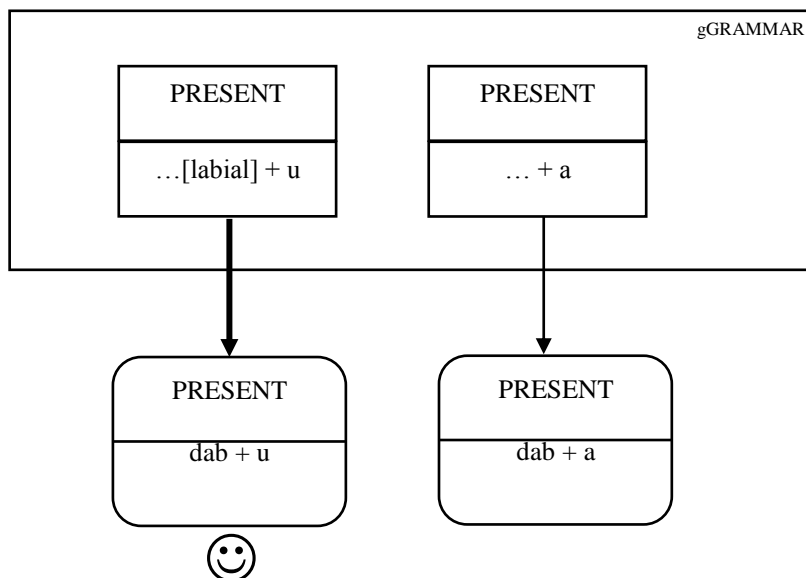 gGRAMMAR
PRESENT
…[labial] + u
PRESENT
… + a
PRESENT
dab + u
PRESENT
dab + a